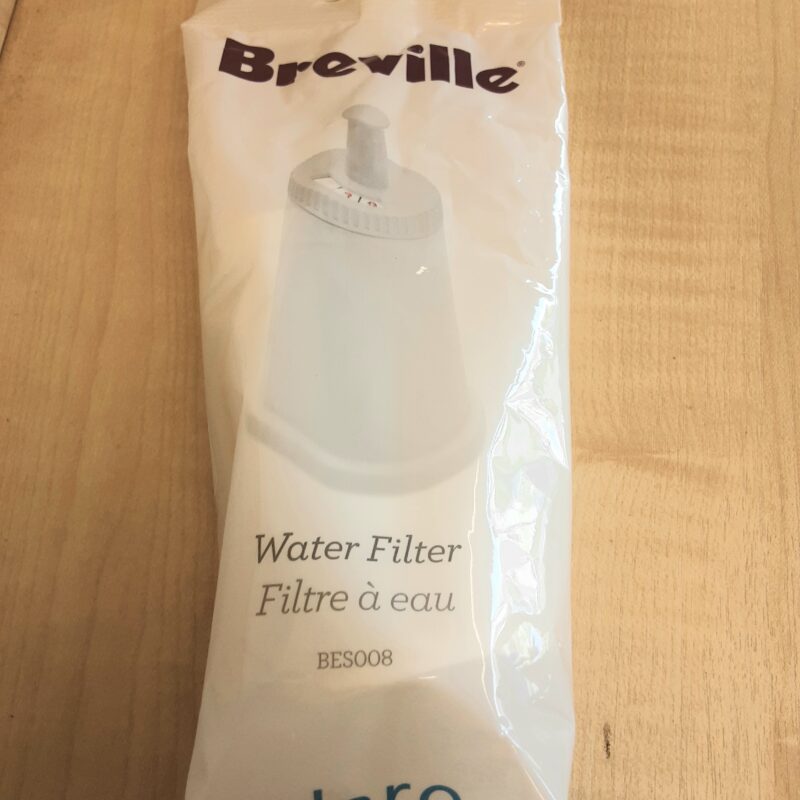 Breville®
Water Filter
Filtre à eau
BES008